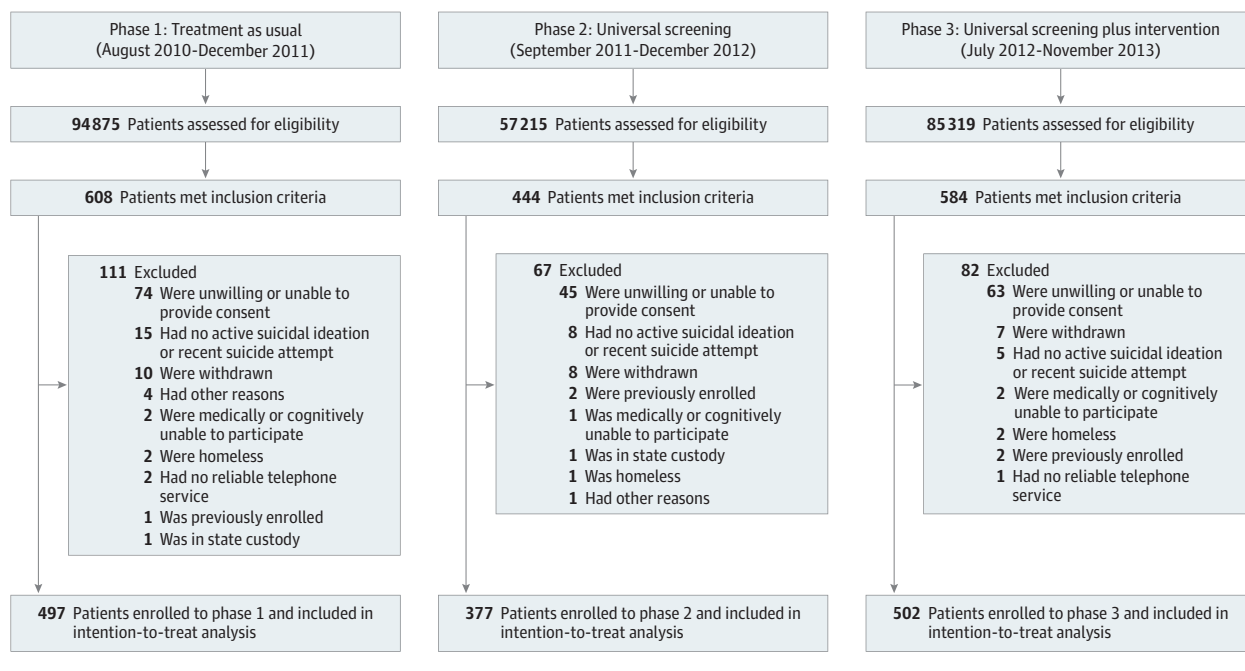 Phase 1: Treatment as usual
(August 2010-December 2011)
94875 Patients assessed for eligibility
608 Patients met inclusion criteria
111 Excluded
74 Were unwilling or unable to
provide consent
15 Had no active suicidal ideation
or recent suicide attempt
10 Were withdrawn
4 Had other reasons
2 Were medically or cognitively
unable to participate
2 Were homeless
2 Had no reliable telephone
service
1 Was previously enrolled
1 Was in state custody
497 Patients enrolled to phase 1 and included in
intention-to-treat analysis
Phase 2: Universal screening
(September 2011-December 2012)
57215 Patients assessed for eligibility
444 Patients met inclusion criteria
67 Excluded
45 Were unwilling or unable to
provide consent
8 Had no active suicidal ideation
or recent suicide attempt
8 Were withdrawn
2 Were previously enrolled
1 Was medically or cognitively
unable to participate
1 Was in state custody
1 Was homeless
1 Had other reasons
377 Patients enrolled to phase 2 and included in
intention-to-treat analysis
Phase 3: Universal screening plus intervention
(July 2012-November 2013)
85319 Patients assessed for eligibility
584 Patients met inclusion criteria
82 Excluded
63 Were unwilling or unable to
provide consent
7 Were withdrawn
5 Had no active suicidal ideation
or recent suicide attempt
2 Were medically or cognitively
unable to participate
2 Were homeless
2 Were previously enrolled
1 Had no reliable telephone
service
502 Patients enrolled to phase 3 and included in
intention-to-treat analysis